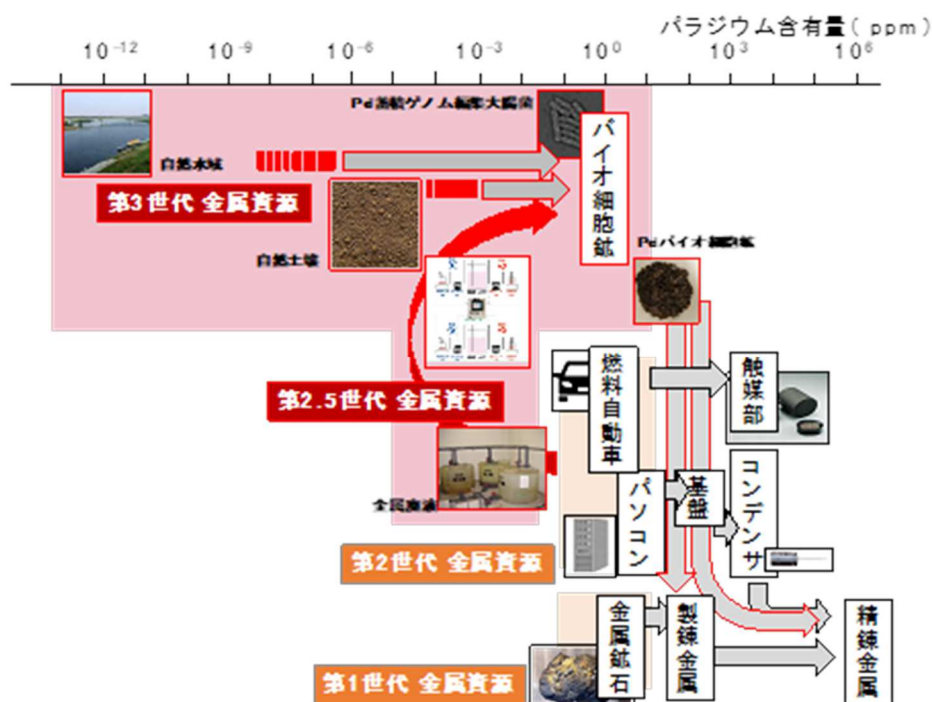 パラジウム含有量( ppm)
10-12
10-6
10-3
100
103
106
Pd蓄積ゲノム編集大腸菌
バイオ細胞鉱
自然水域
第3世代 金属資源
自然土壌
Pdバイオ細胞鉱
第2.5世代 金属資源
燃料自動車
触媒部
金属廃液
パソコン
基盤
コンデンサ
第2世代 金属資源
金属鉱石
製錬金属
精錬金属
第1世代 金属資源